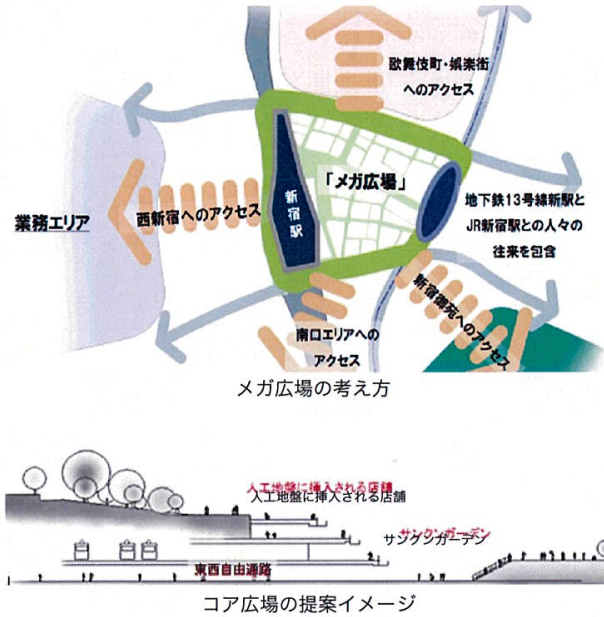 歌舞伎町・娯楽街
へのアクセス
「メガ広場」
新宿駅
西新宿へのアクセス
業務エリア
地下鉄13号線新駅と
JR新宿駅との人々の
往来を包含
新宿御苑へのアクセス
南口エリアへの
アクセス
メガ広場の考え方
人工地盤に挿入される店舗
人工地盤に挿入される店舗
サンクンガーデン
サンクンガーデン
東西自由通路
コア広場の提案イメージ